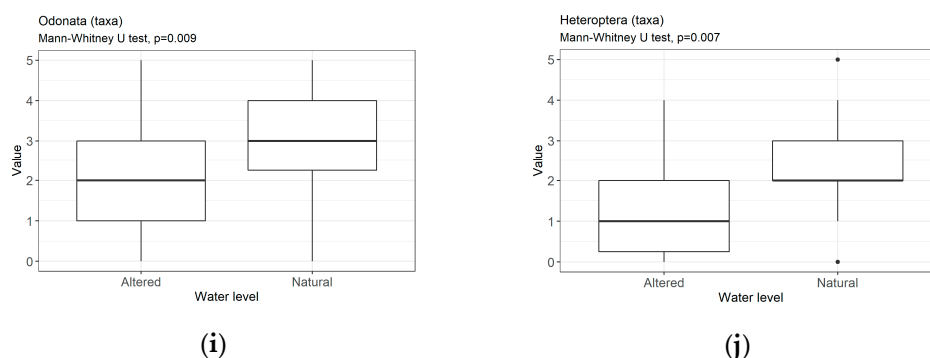 Odonata (taxa)
Mann-Whitney U test, p=0.009
5
4
3
2
1
0
Value
Altered
Natural
Water level
(i)
Heteroptera (taxa)
Mann-Whitney U test, p=0.007
5
4
3
2
1
0
Value
Altered
Natural
Water level
(j)